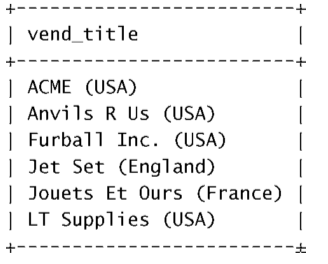 +-------------------------+
| vend_title              |
+-------------------------+
| ACME (USA)              |
| Anvils R Us (USA)       |
| Furball Inc. (USA)      |
| Jet Set (England)       |
| Jouets Et Ours (France) |
| LT Supplies (USA)       |
+-------------------------+